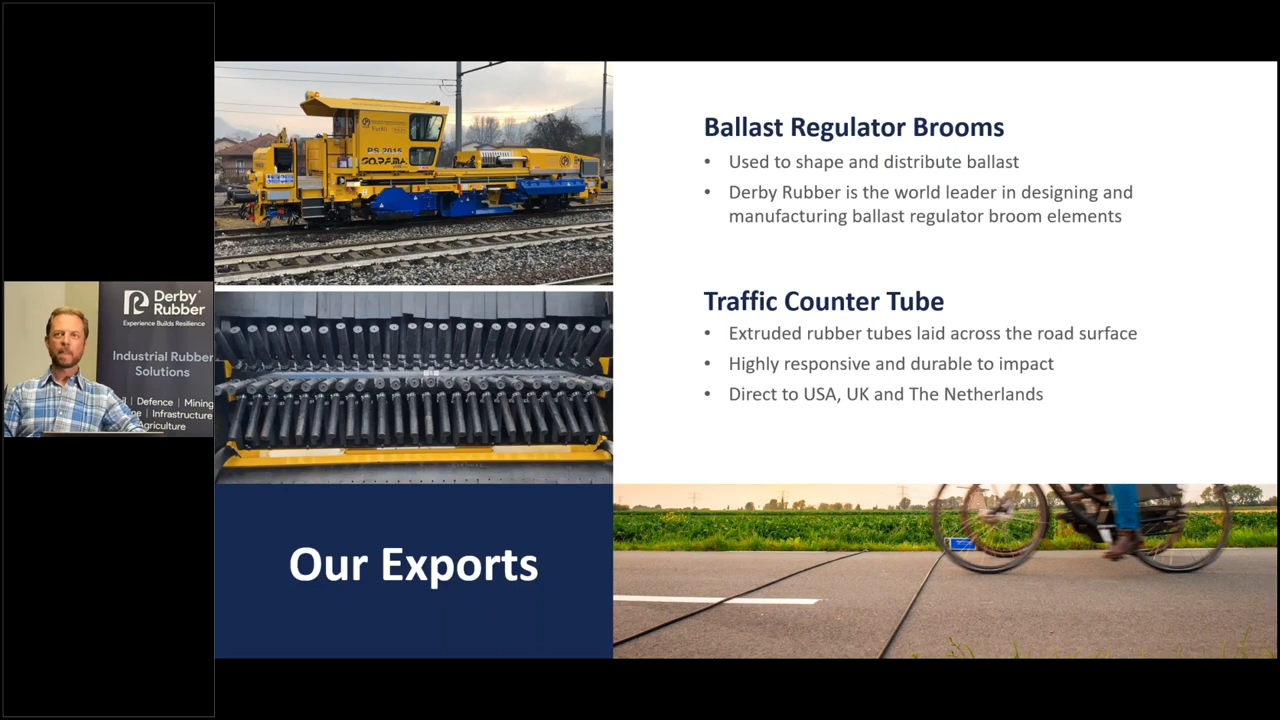 Ballast Regulator Brooms
• Used to shape and distribute ballast
• Derby Rubber is the world leader in designing and
manufacturing ballast regulator broom elements
Traffic Counter Tube
• Extruded rubber tubes laid across the road surface
• Highly responsive and durable to impact
• Direct to USA, UK and The Netherlands
Our Exports
Derby
Rubber
Experience Builds Resilience
Industrial Rubber
Solutions
| Defence | Mining
| Infrastructure
Agriculture